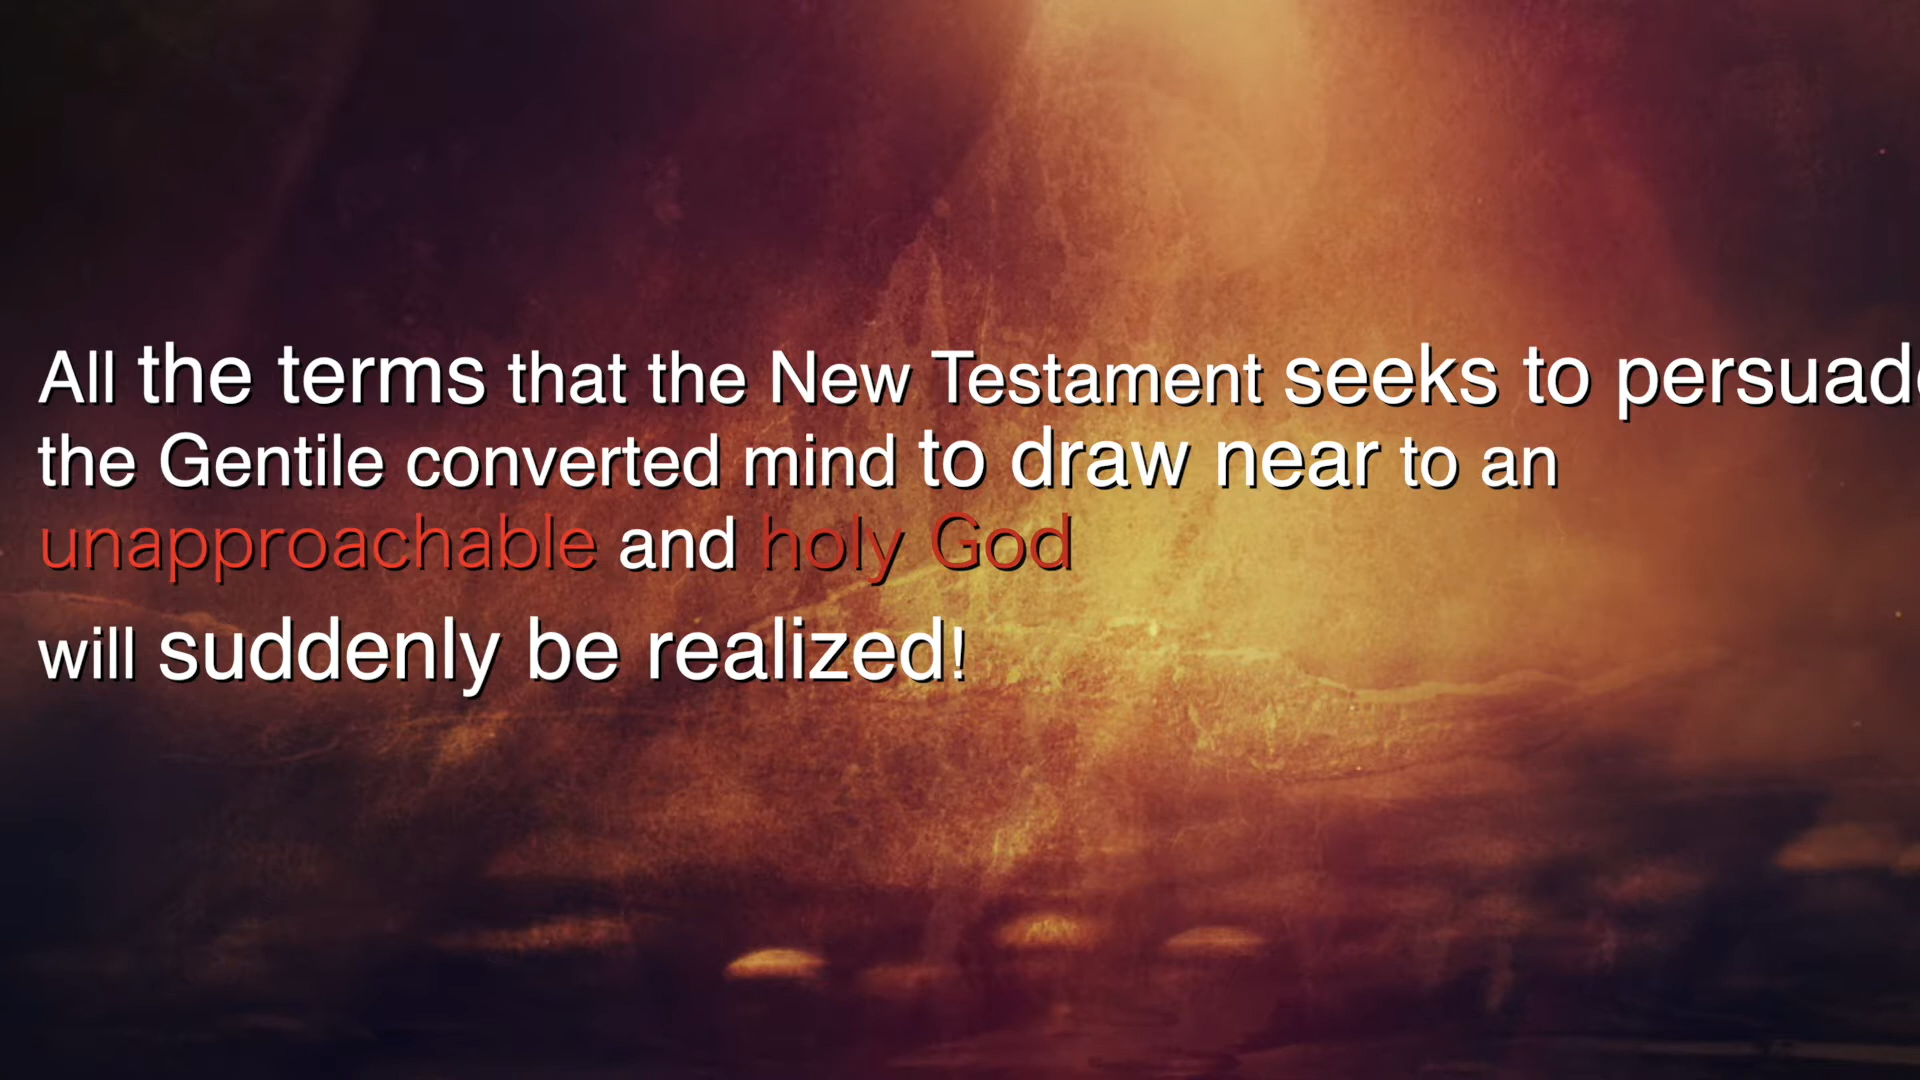 All the terms that the New Testament seeks to persuade
the Gentile converted mind to draw near to an
unapproachable and holy God
will suddenly be realized!